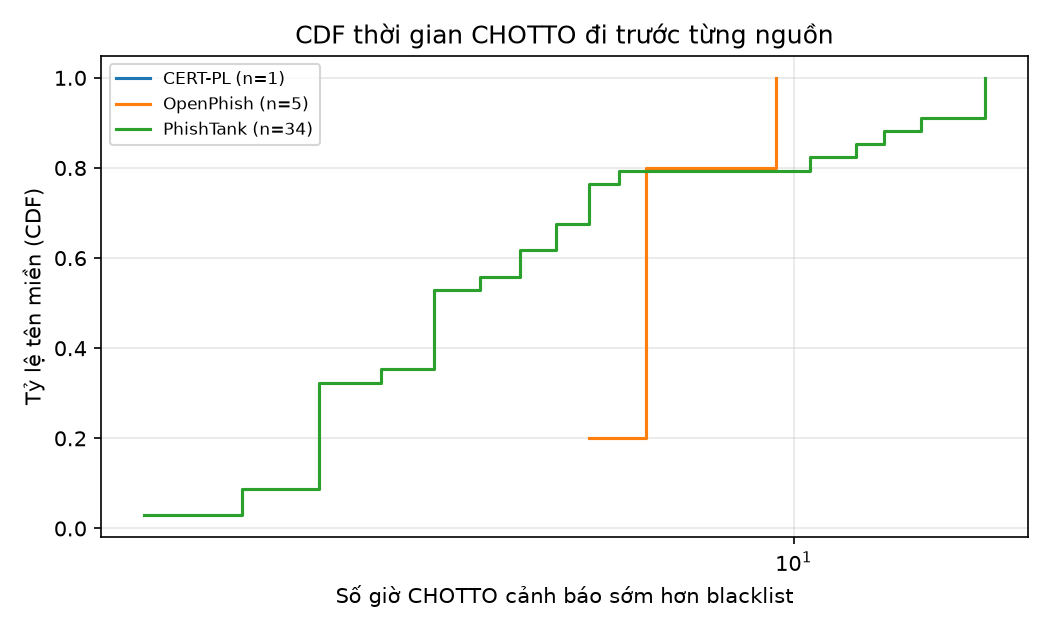 CDF thời gian CHOTTO đi trước từng nguồn
CERT-PL (n=1)
OpenPhish (n=5)
PhishTank (n=34)
Tỷ lệ tên miền (CDF)
1.0
0.8
0.6
0.4
0.2
0.0
10¹
Số giờ CHOTTO cảnh báo sớm hơn blacklist